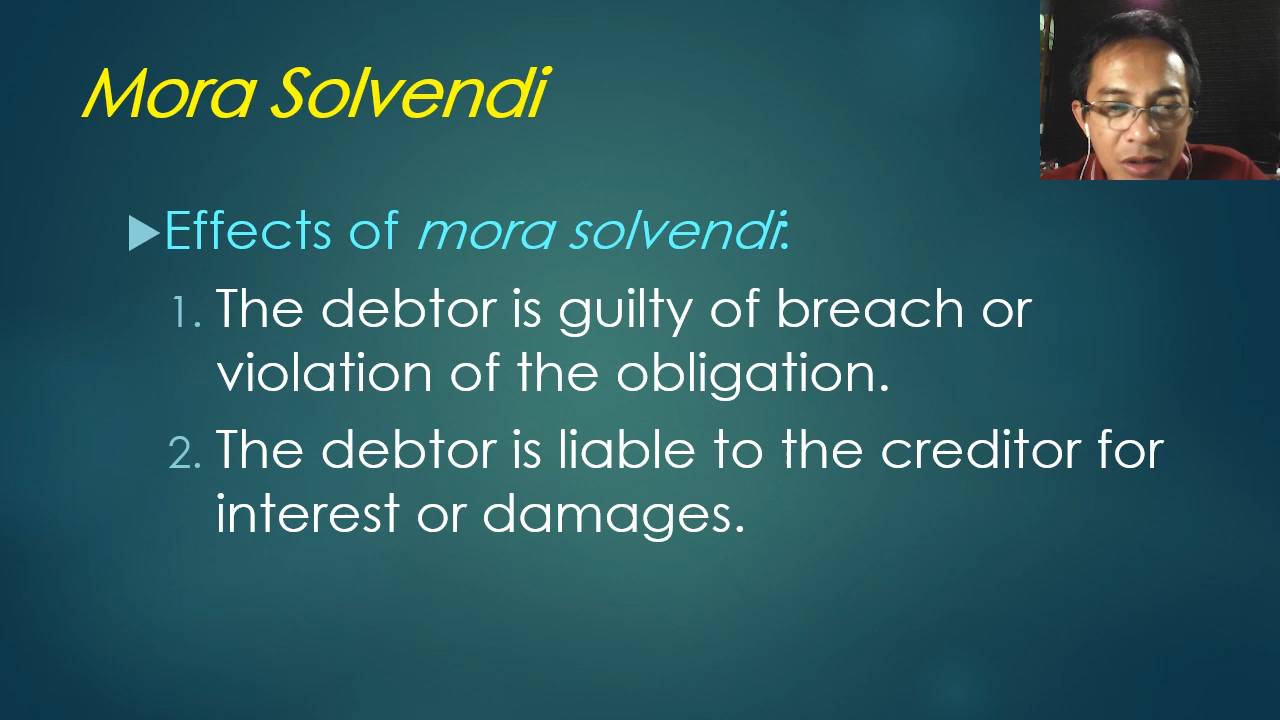 Mora Solvendi
Effects of mora solvendi:
1. The debtor is guilty of breach or
violation of the obligation.
2. The debtor is liable to the creditor for
interest or damages.